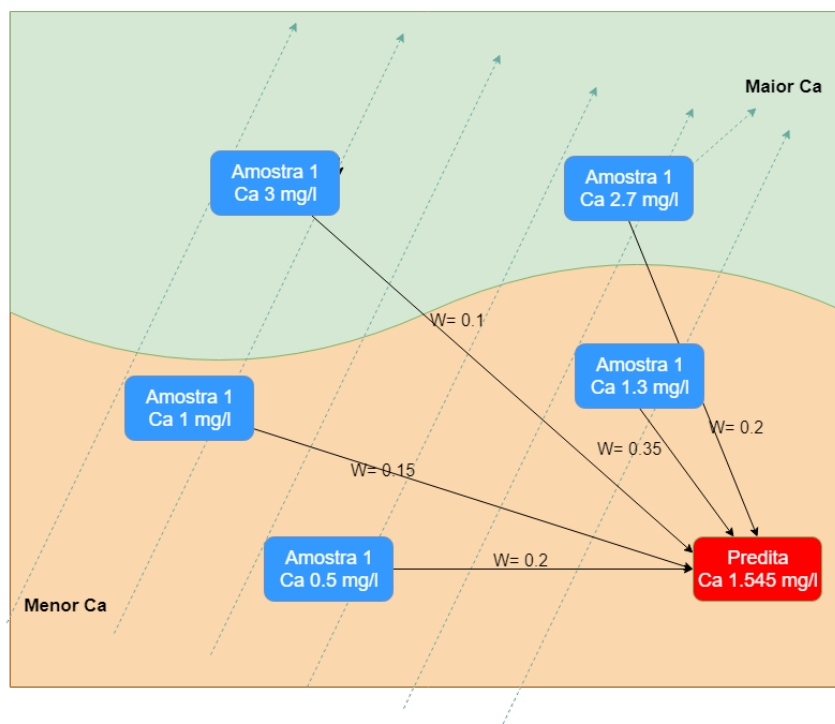 Maior Ca
Amostra 1
Ca 3 mg/l
Amostra 1
Ca 2.7 mg/l
W= 0.1
Amostra 1
Ca 1.3 mg/l
Amostra 1
Ca 1 mg/l
W= 0.2
W= 0.35
W= 0.15
Amostra 1
Ca 0.5 mg/l
W= 0.2
Predita
Ca 1.545 mg/l
Menor Ca